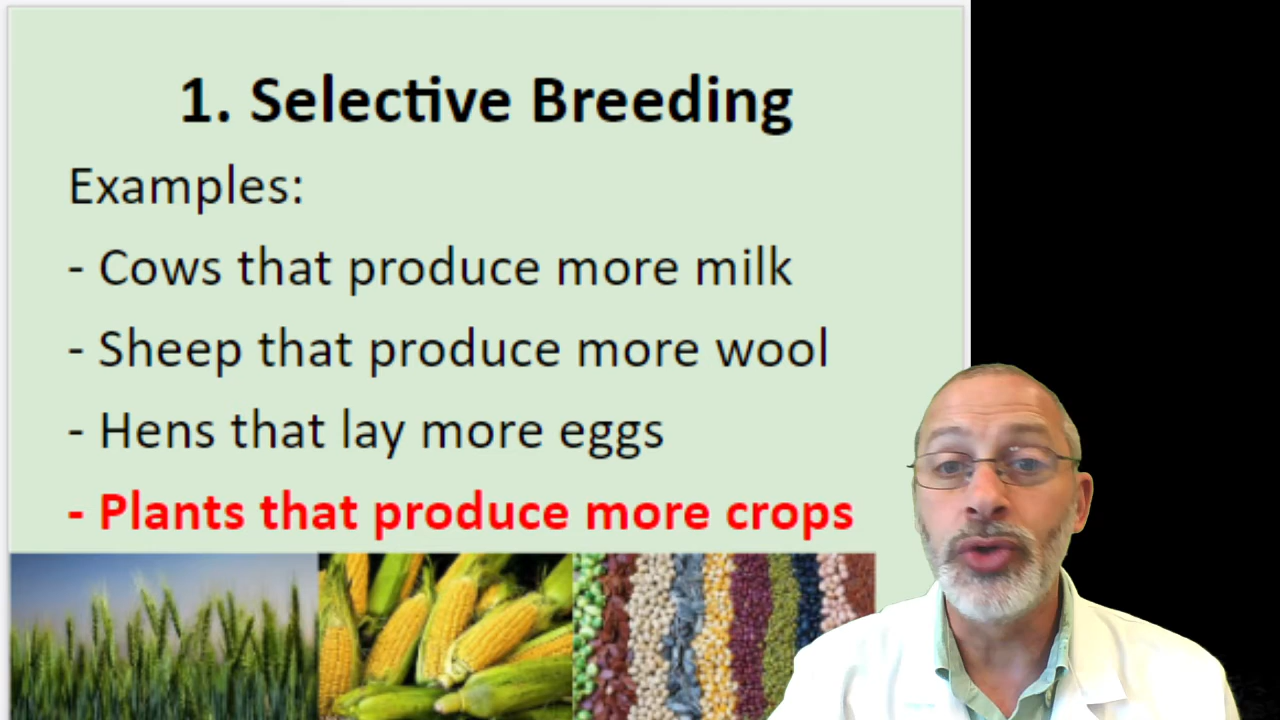 1. Selective Breeding
Examples:
- Cows that produce more milk
- Sheep that produce more wool
- Hens that lay more eggs
- Plants that produce more crops